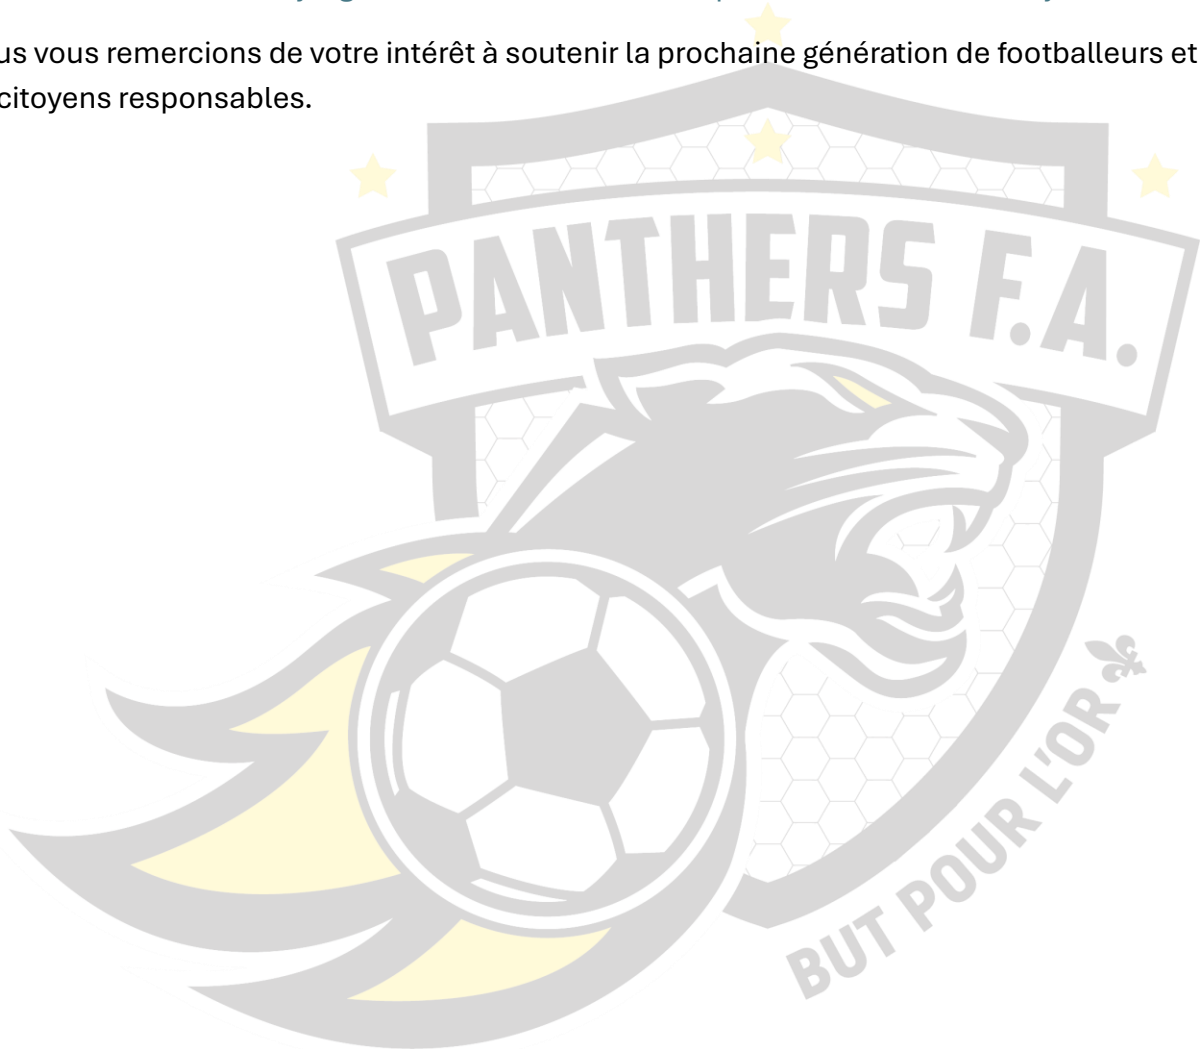 us vous remercions de votre intérêt à soutenir la prochaine génération de footballeurs et
citoyens responsables.
PANTHERS F.A.
BUT POUR L'OR